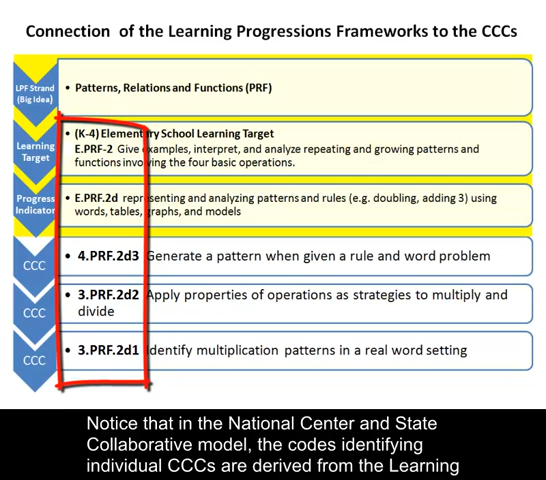 Connection of the Learning Progressions Frameworks to the CCCs
LPF Strand
(Big Idea)
• Patterns, Relations and Functions (PRF)
Learning
Target
• (K-4) Elementary School Learning Target
E.PRF-2 Give examples, interpret, and analyze repeating and growing patterns and
functions involving the four basic operations.
Progress
Indicator
• E.PRF.2d representing and analyzing patterns and rules (e.g. doubling, adding 3) using
words, tables, graphs, and models
CCC
• 4.PRF.2d3 Generate a pattern when given a rule and word problem
CCC
• 3.PRF.2d2 Apply properties of operations as strategies to multiply and
divide
CCC
• 3.PRF.2d1 Identify multiplication patterns in a real word setting
Notice that in the National Center and State
Collaborative model, the codes identifying
individual CCCs are derived from the Learning